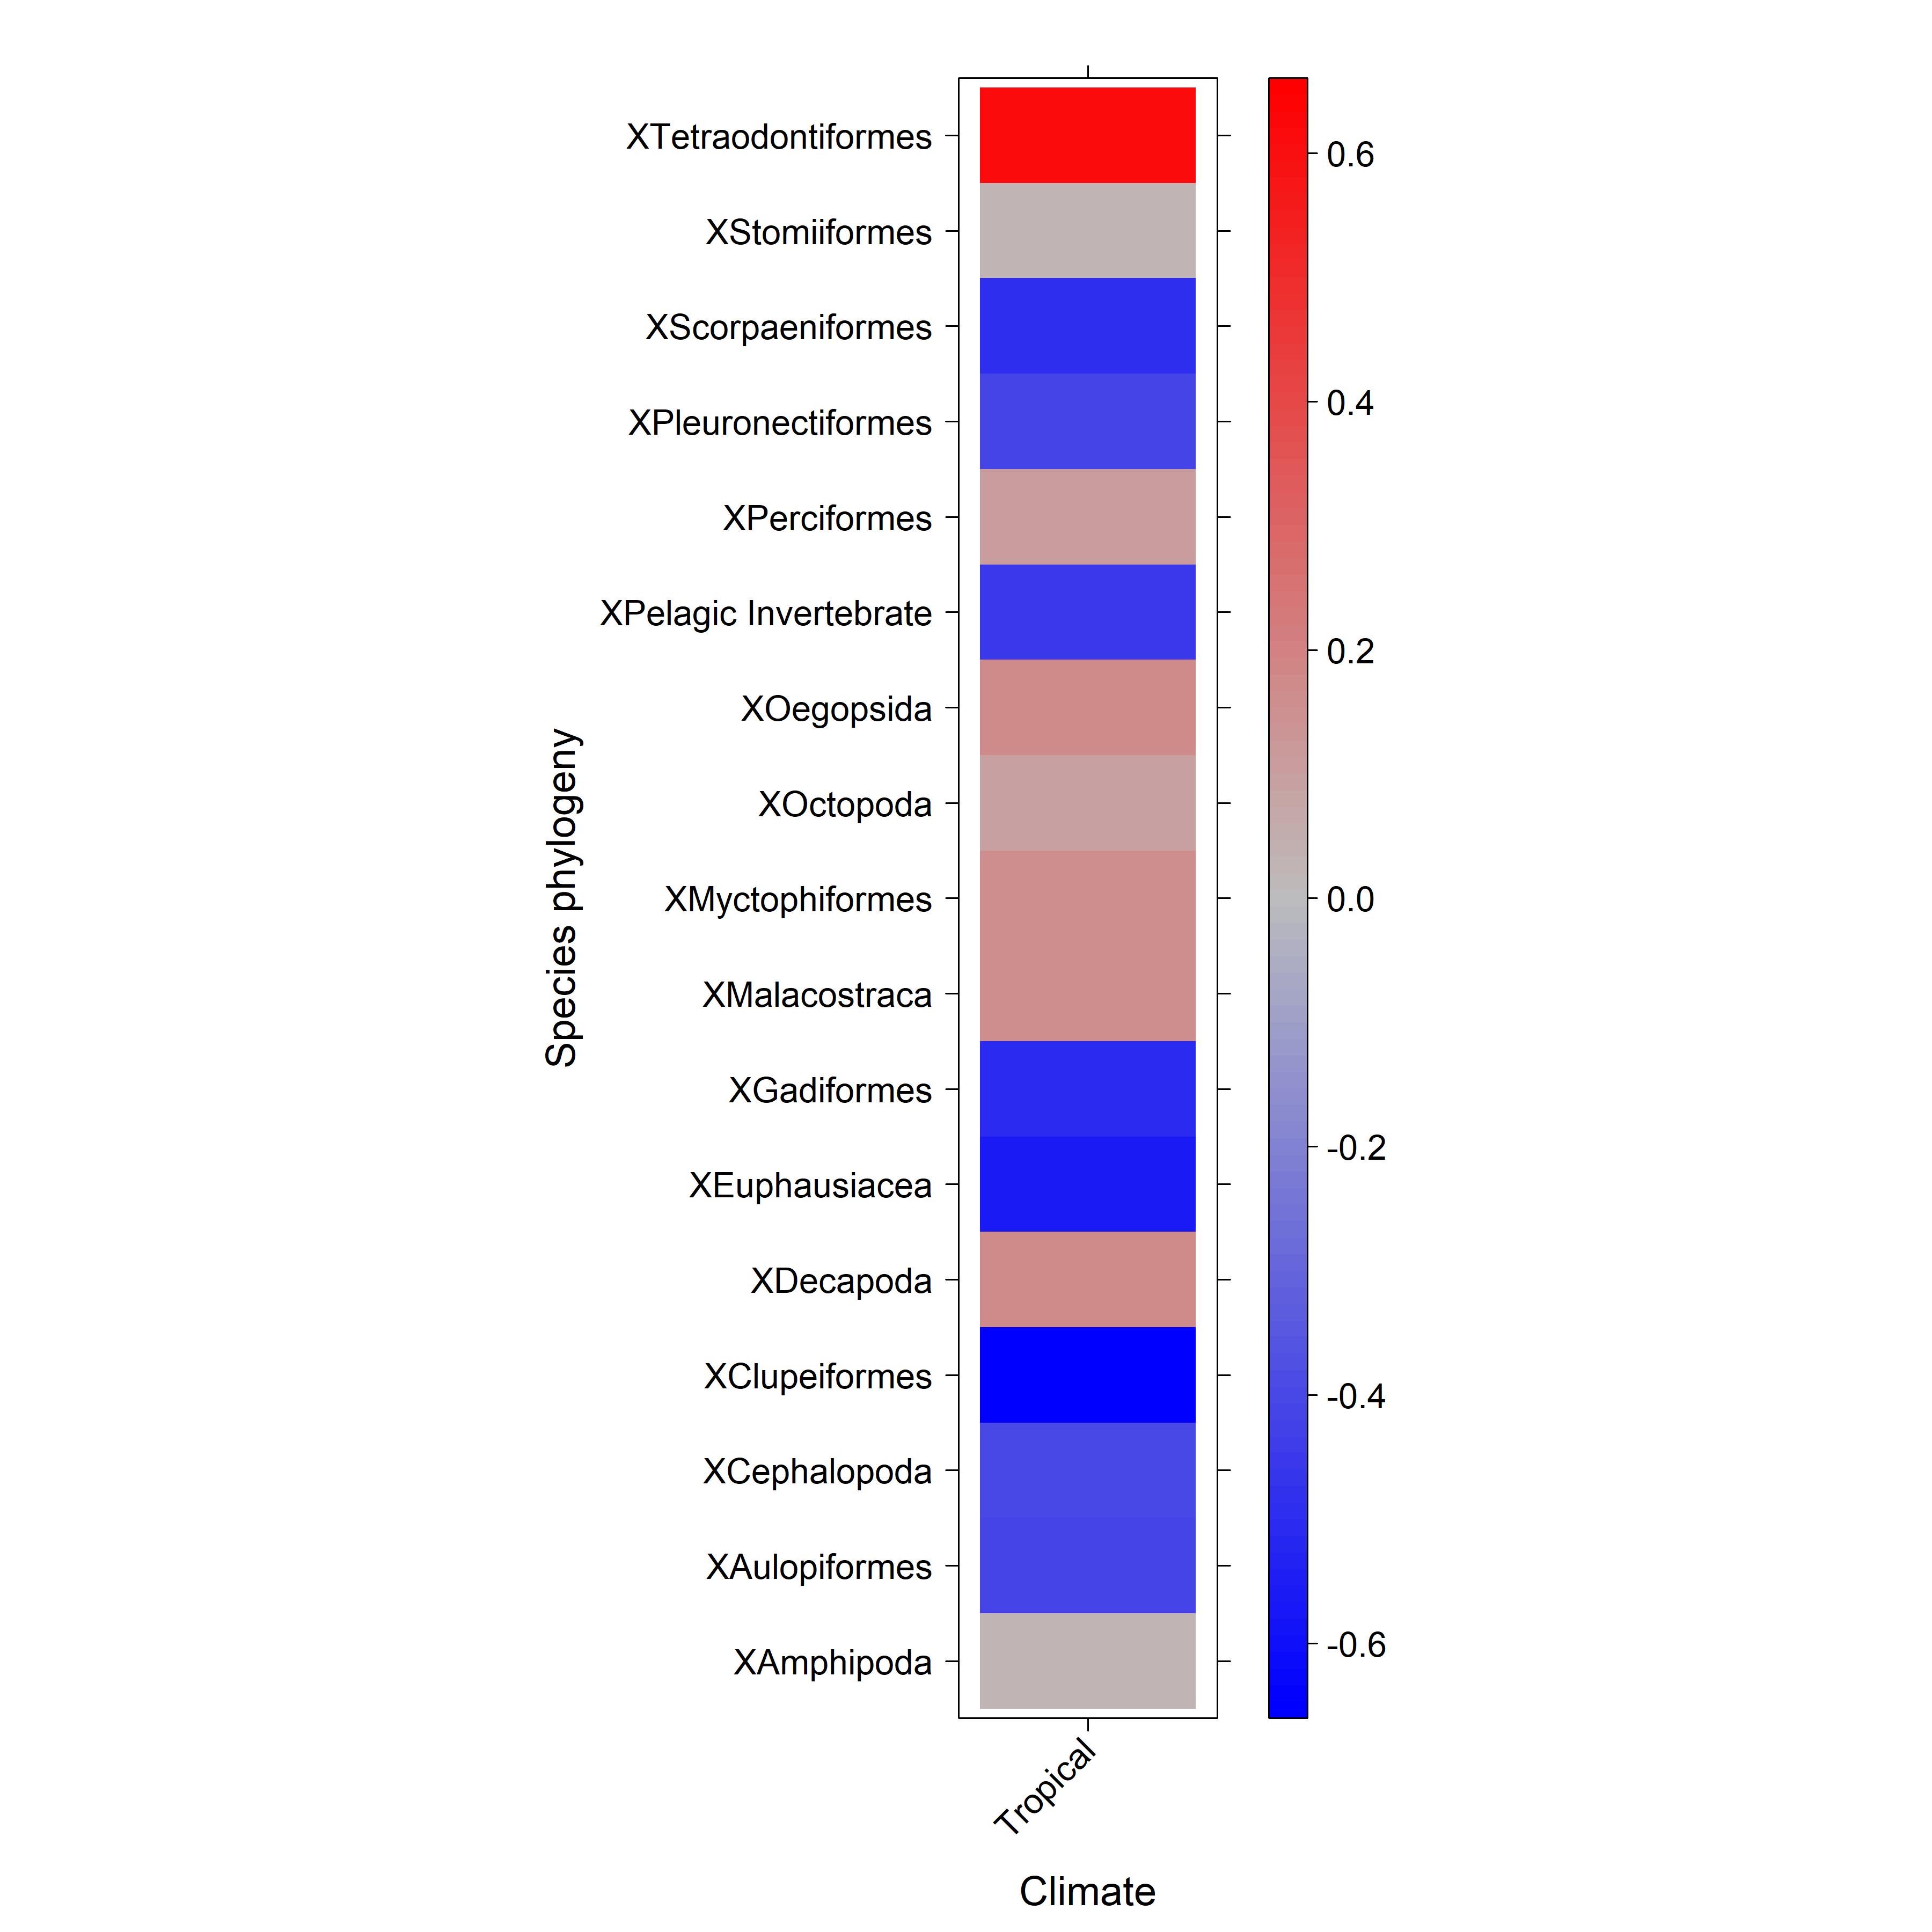 XTetraodontiformes
XStomiiformes
XScorpaeniformes
XPleuronectiformes
XPerciformes
XPelagic Invertebrate
XOegopsida
XOctopoda
XMyctophiformes
XMalacostraca
XGadiformes
XEuphausiacea
XDecapoda
XClupeiformes
XCephalopoda
XAulopiformes
XAmphipoda
Species phylogeny
Tropical
Climate
0.6
0.4
0.2
0.0
-0.2
-0.4
-0.6